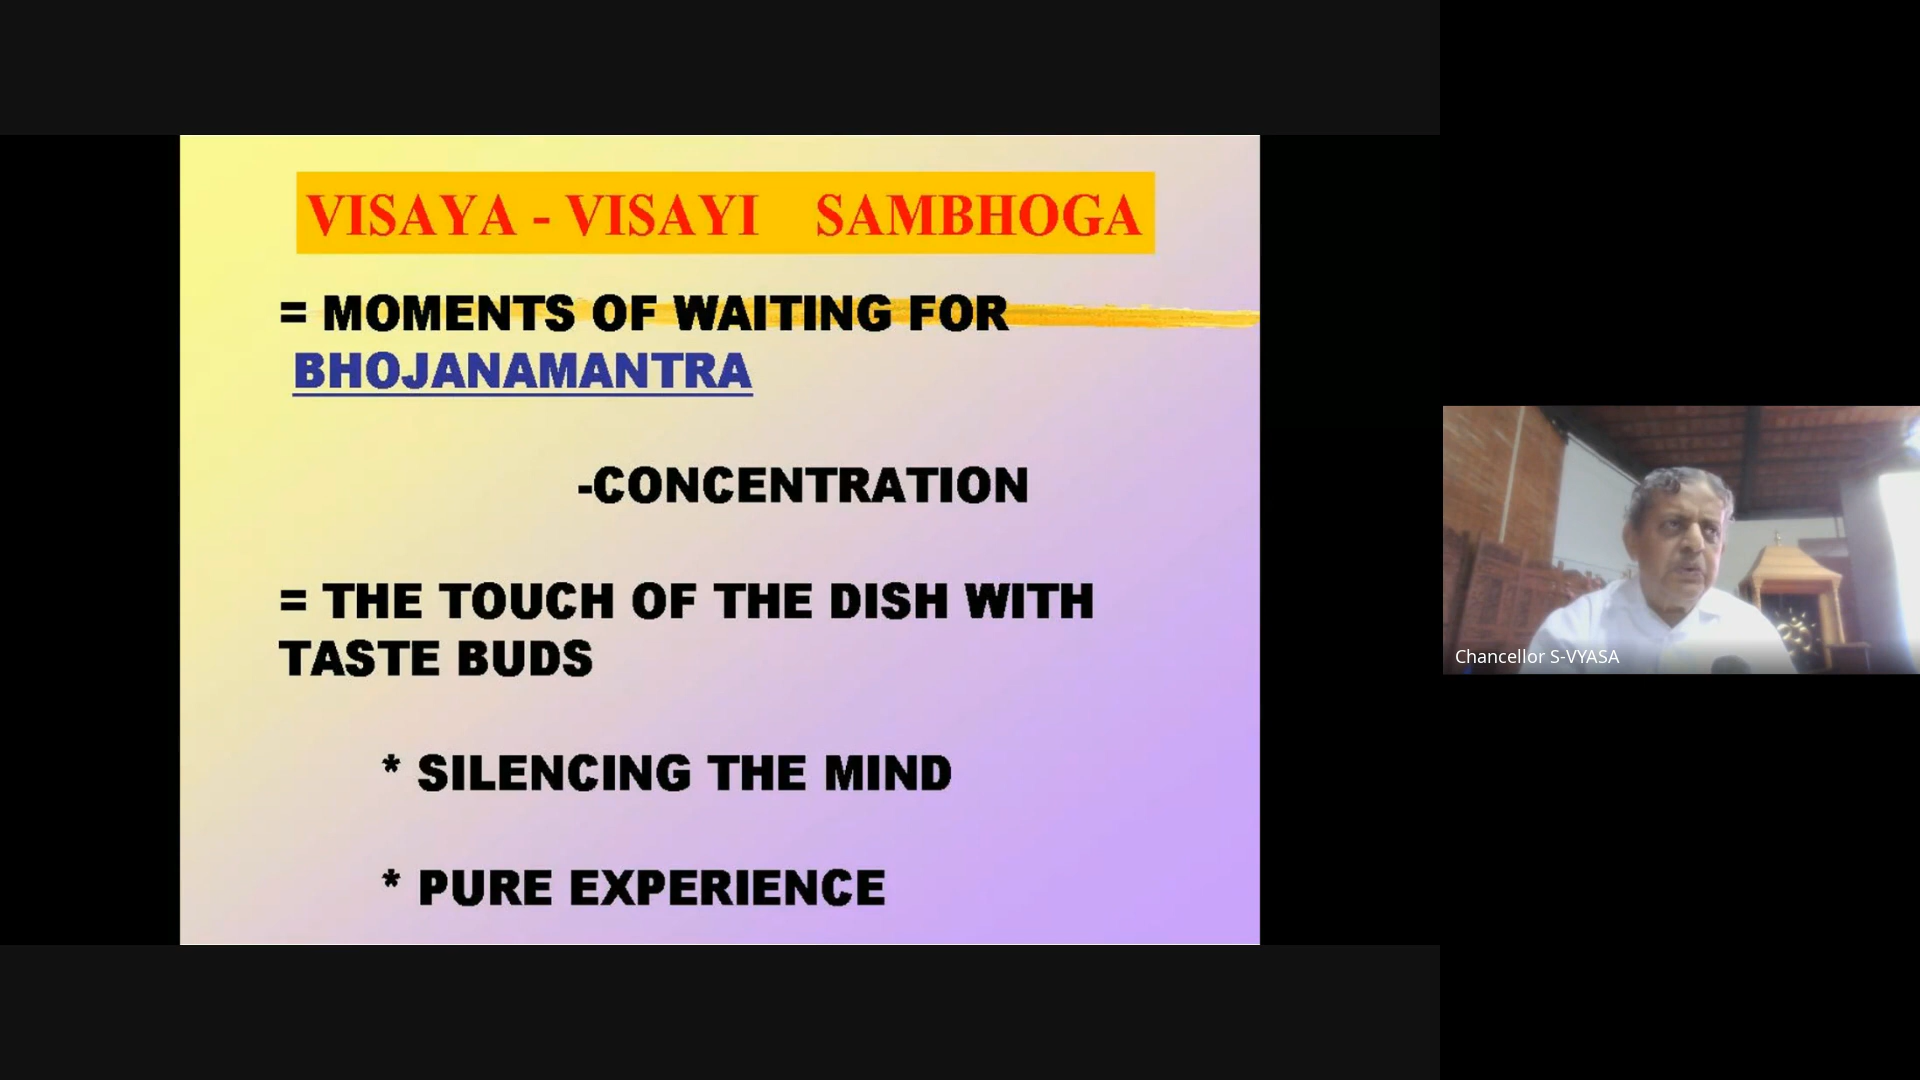 VISAYA - VISAYI SAMBHOGA
= MOMENTS OF WAITING FOR
BHOJANAMANTRA
-CONCENTRATION
= THE TOUCH OF THE DISH WITH
TASTE BUDS
* SILENCING THE MIND
* PURE EXPERIENCE
Chancellor S-VYASA